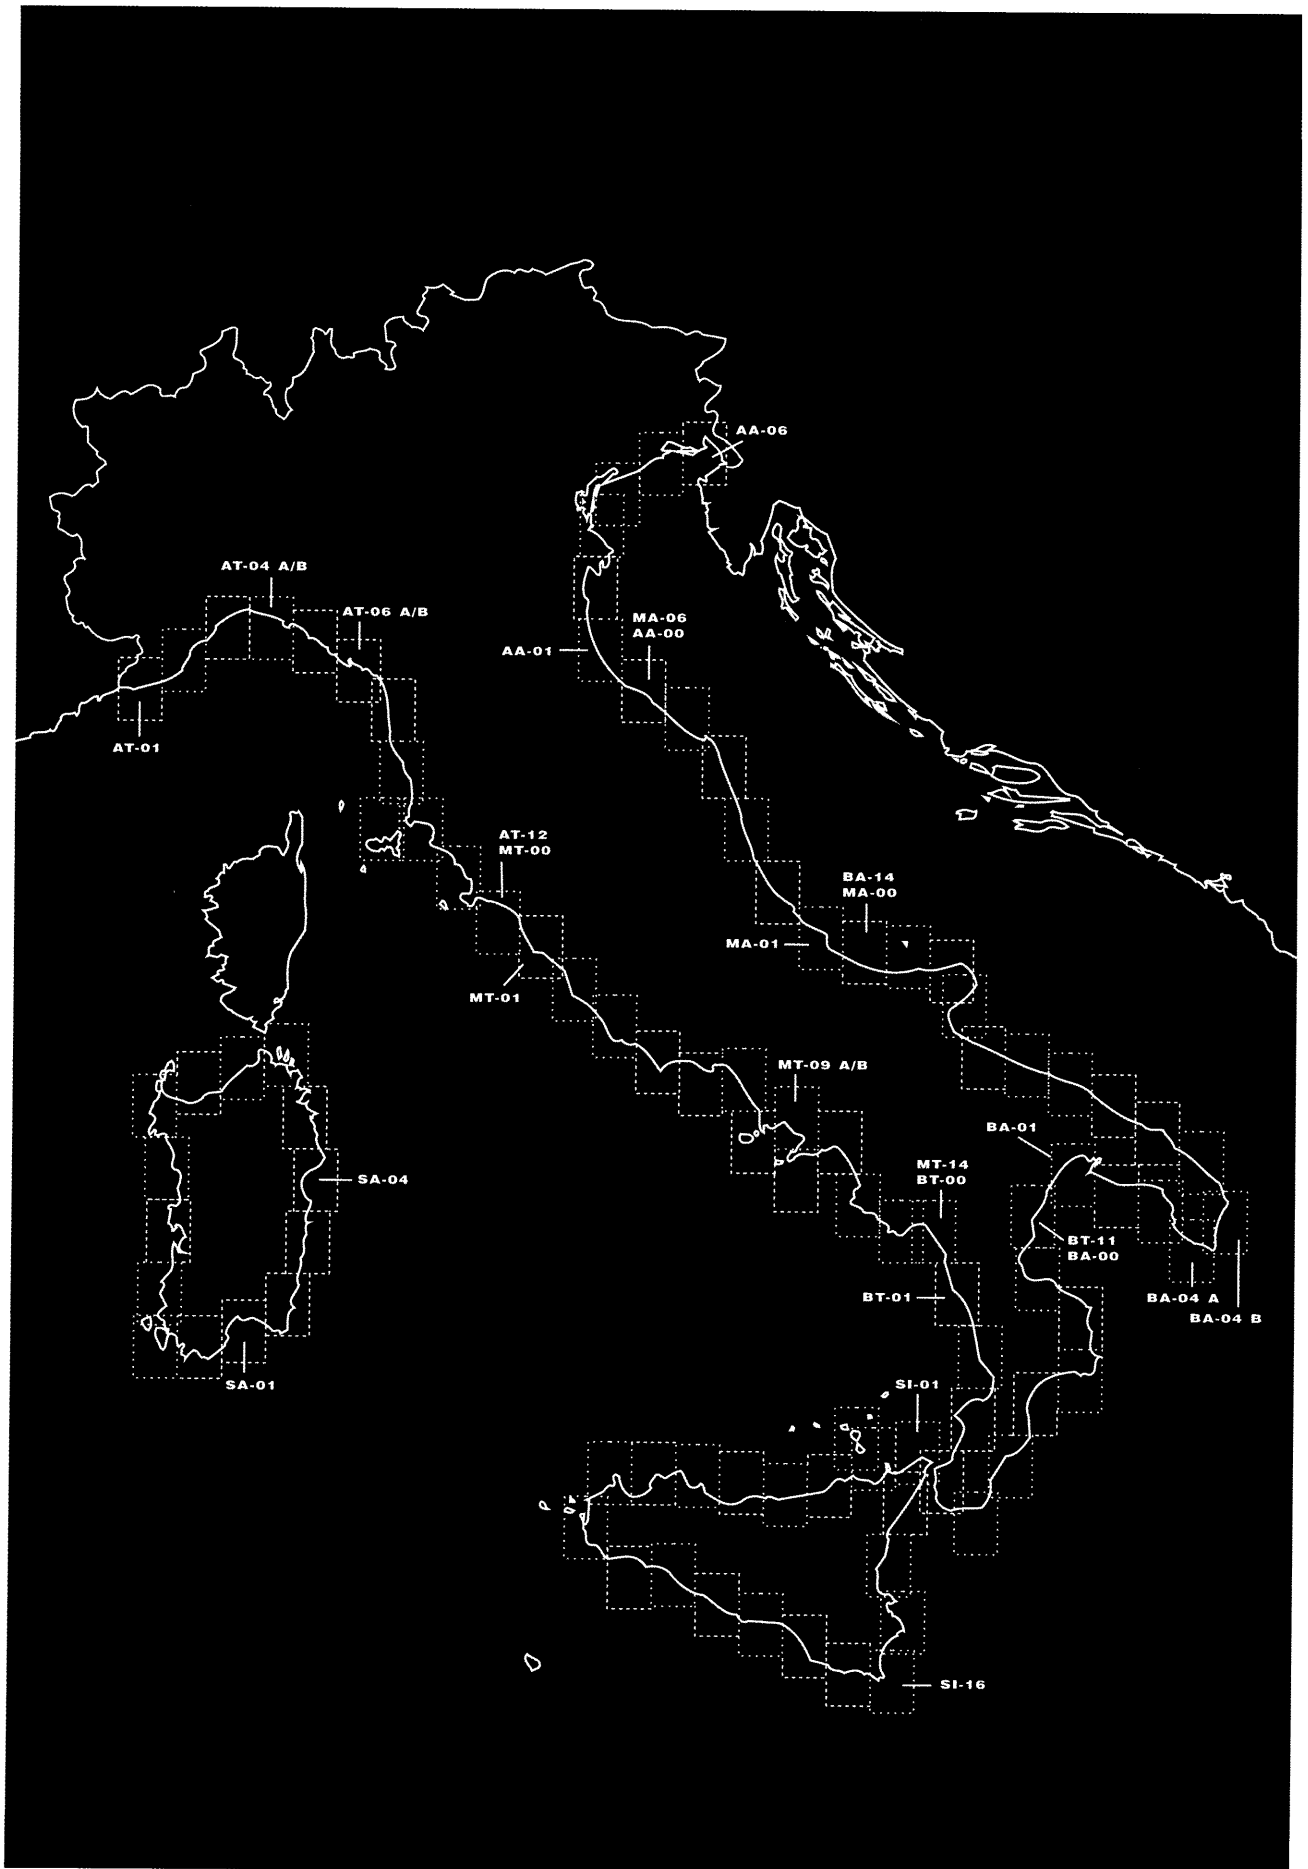 AA-06
AT-04 A/B
AT-06 A/B
MA-06
AA-00
AA-01
AT-01
AT-12
MT-00
BA-14
MA-00
MA-01
MT-01
MT-09 A/B
BA-01
MT-14
BT-00
SA-04
BT-11
BA-00
BT-01
BA-04 A
BA-04 B
SI-01
SA-01
SI-16